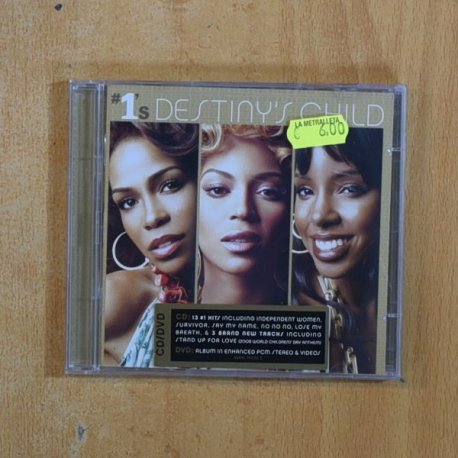 #1's DESTINY'S CHILD
LA METRALLETA
€ 6.00
CD/DVD
CD: 13 #1 HITS INCLUDING INDEPENDENT WOMEN,
SURVIVOR, SAY MY NAME, NO NO NO, LOSE MY
BREATH, & 3 BRAND NEW TRACKS INCLUDING
STAND UP FOR LOVE (2005 WORLD CHILDREN'S DAY ANTHEM)
DVD: ALBUM IN ENHANCED PCM STEREO & VIDEOS